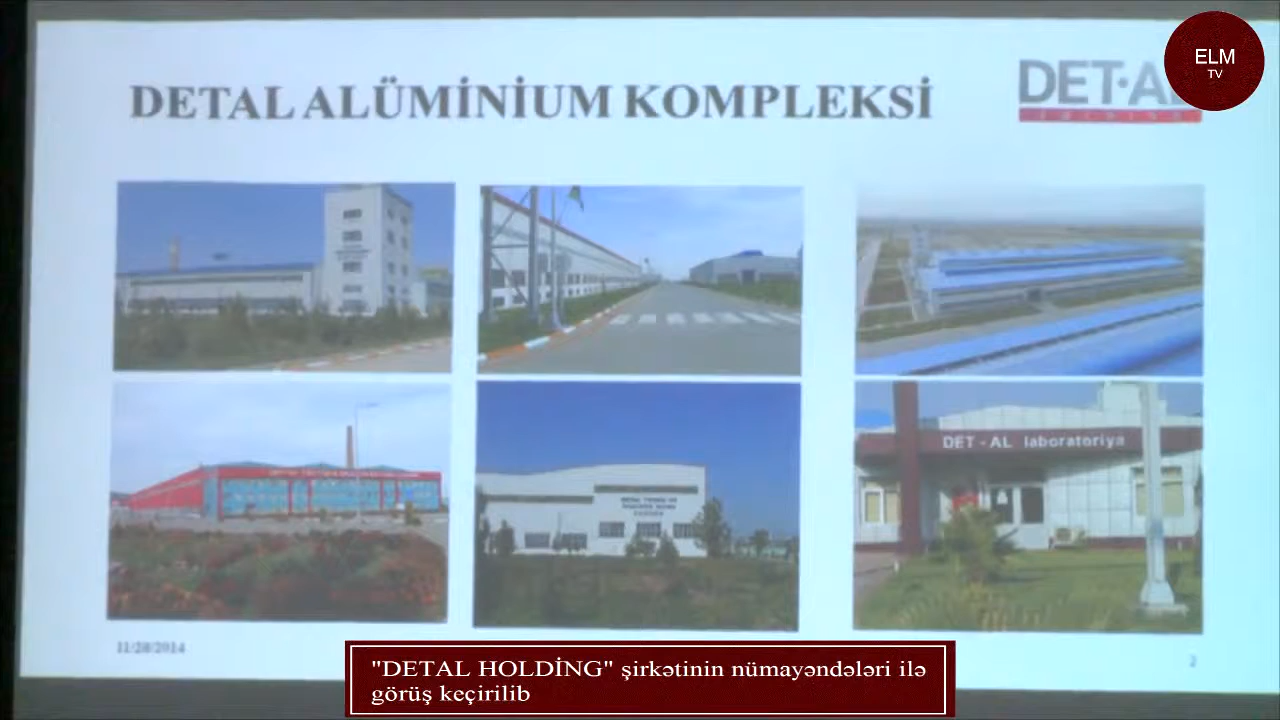 ELM
TV
DETAL ALÜMİNİUM KOMPLEKSİ
DET·AL
DET - AL laboratoriya
11/28/2014
2
"DETAL HOLDİNG" şirkətinin nümayəndələri ilə
görüş keçirilib